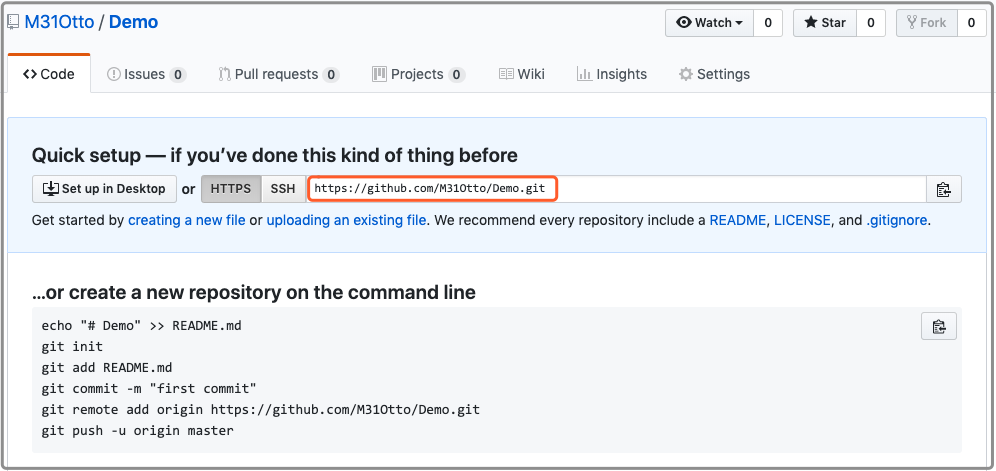 M31Otto / Demo
Watch 0 Star 0 Fork 0
Code Issues 0 Pull requests 0 Projects 0 Wiki Insights Settings
Quick setup — if you’ve done this kind of thing before
Set up in Desktop or HTTPS SSH https://github.com/M31Otto/Demo.git
Get started by creating a new file or uploading an existing file. We recommend every repository include a README, LICENSE, and .gitignore.
…or create a new repository on the command line
echo "# Demo" >> README.md
git init
git add README.md
git commit -m "first commit"
git remote add origin https://github.com/M31Otto/Demo.git
git push -u origin master